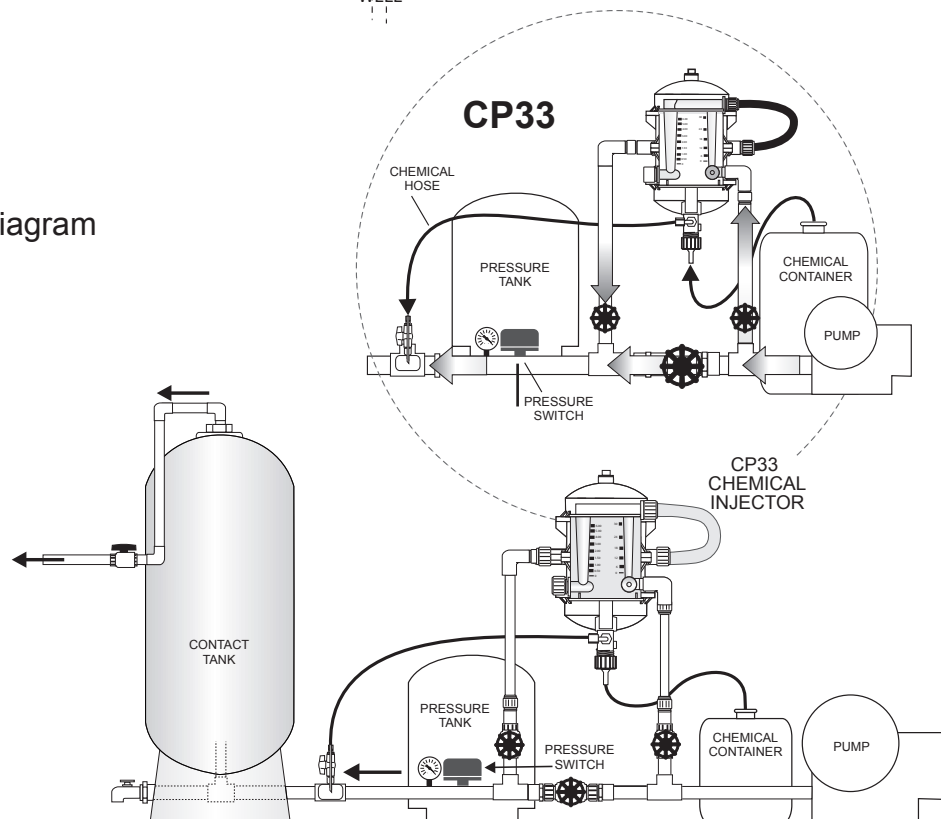 WELL
CP33
CHEMICAL
HOSE
iagram
PRESSURE
TANK
CHEMICAL
CONTAINER
PUMP
PRESSURE
SWITCH
CP33
CHEMICAL
INJECTOR
CONTACT
TANK
PRESSURE
TANK
PRESSURE
SWITCH
CHEMICAL
CONTAINER
PUMP